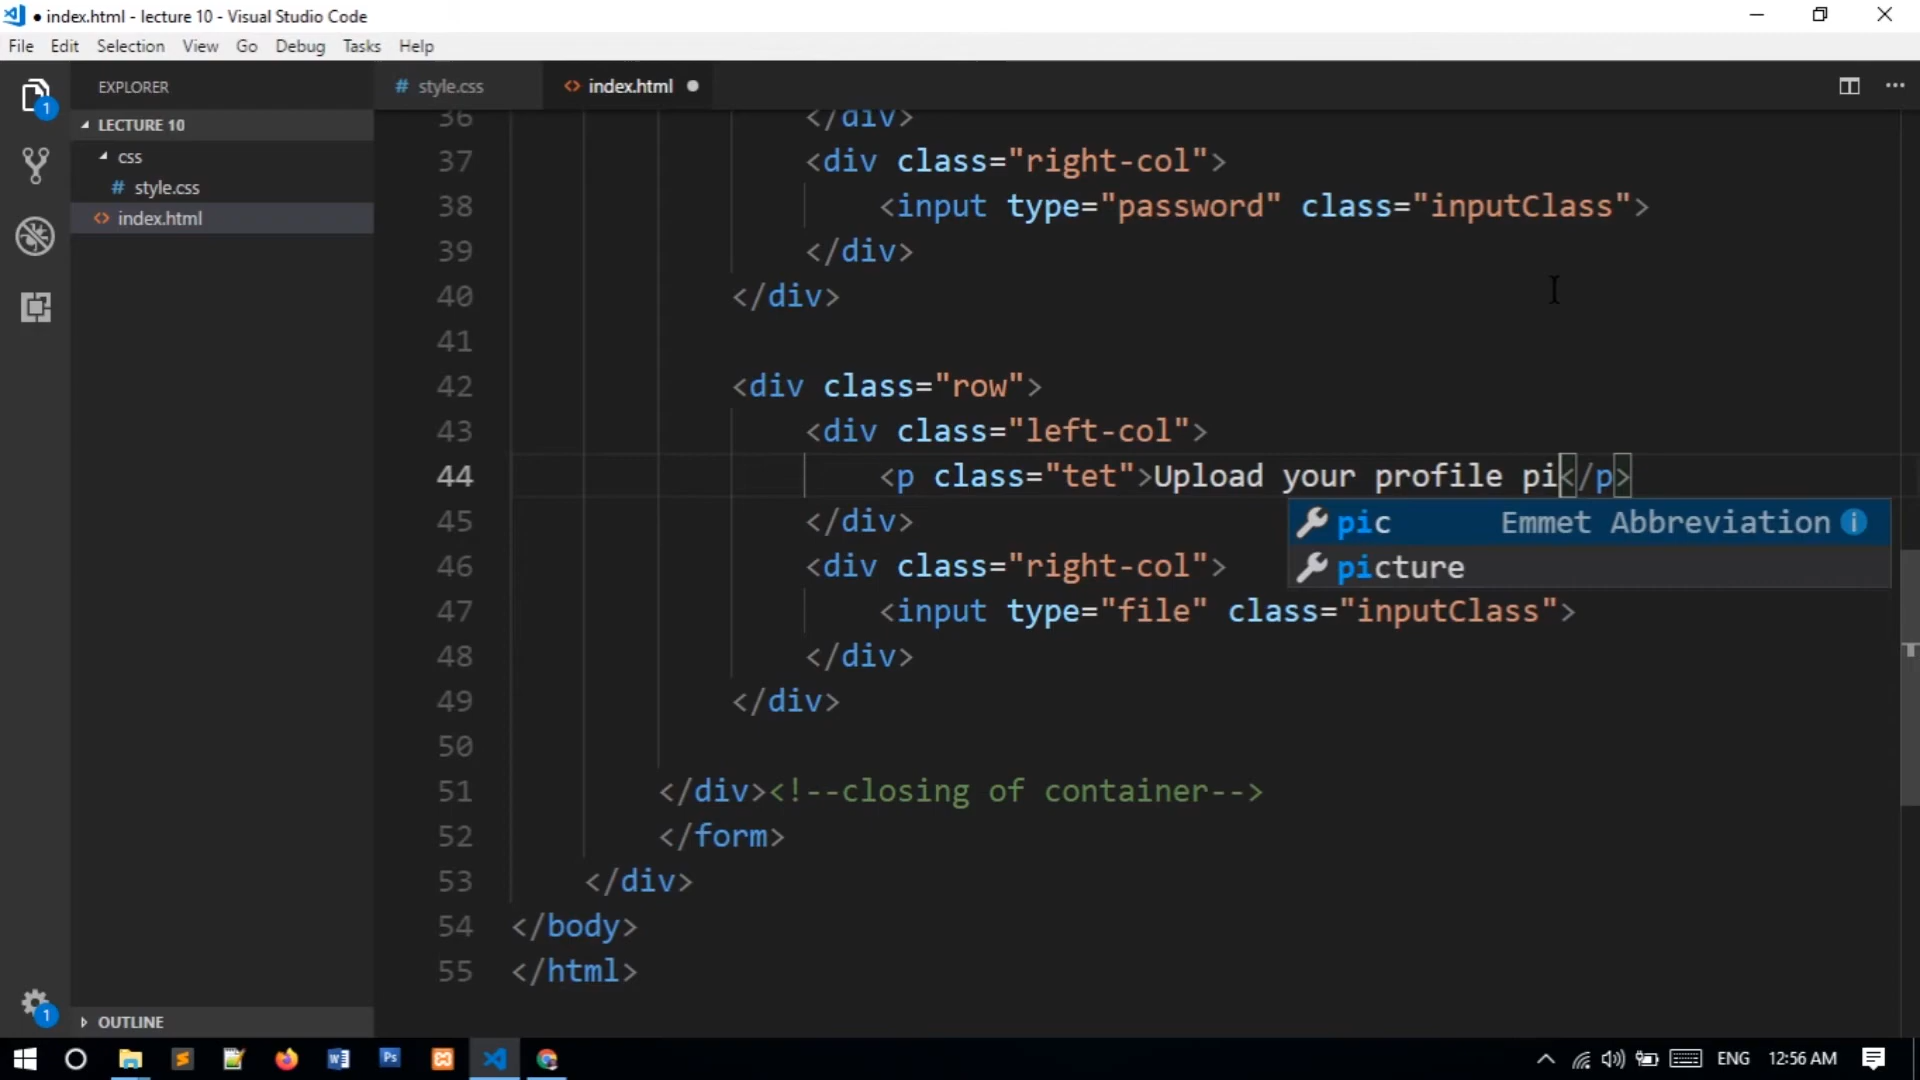 ● index.html - lecture 10 - Visual Studio Code
File Edit Selection View Go Debug Tasks Help
EXPLORER
# style.css
<> index.html ●
1
LECTURE 10
css
# style.css
<> index.html
36 </div>
37 <div class="right-col">
38 <input type="password" class="inputClass">
39 </div>
40 </div>
41
42 <div class="row">
43 <div class="left-col">
44 <p class="tet">Upload your profile pi</p>
pic Emmet Abbreviation
picture
45 </div>
46 <div class="right-col">
47 <input type="file" class="inputClass">
48 </div>
49 </div>
50
51 </div><!--closing of container-->
52 </form>
53 </div>
54 </body>
55 </html>
1
OUTLINE
W
Ps
ENG 12:56 AM